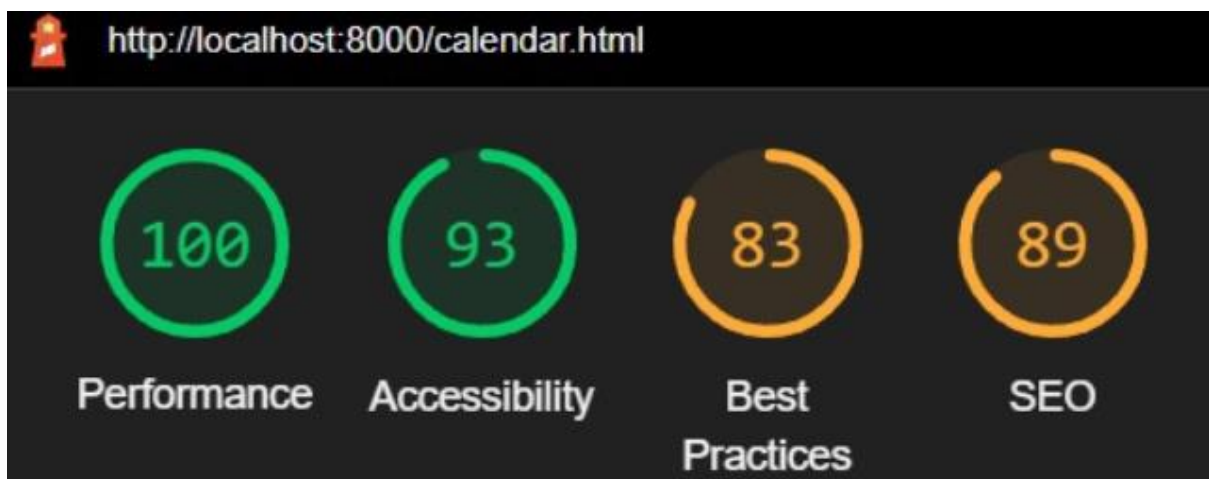 http://localhost:8000/calendar.html
100 93 83 89
Performance Accessibility Best Practices SEO